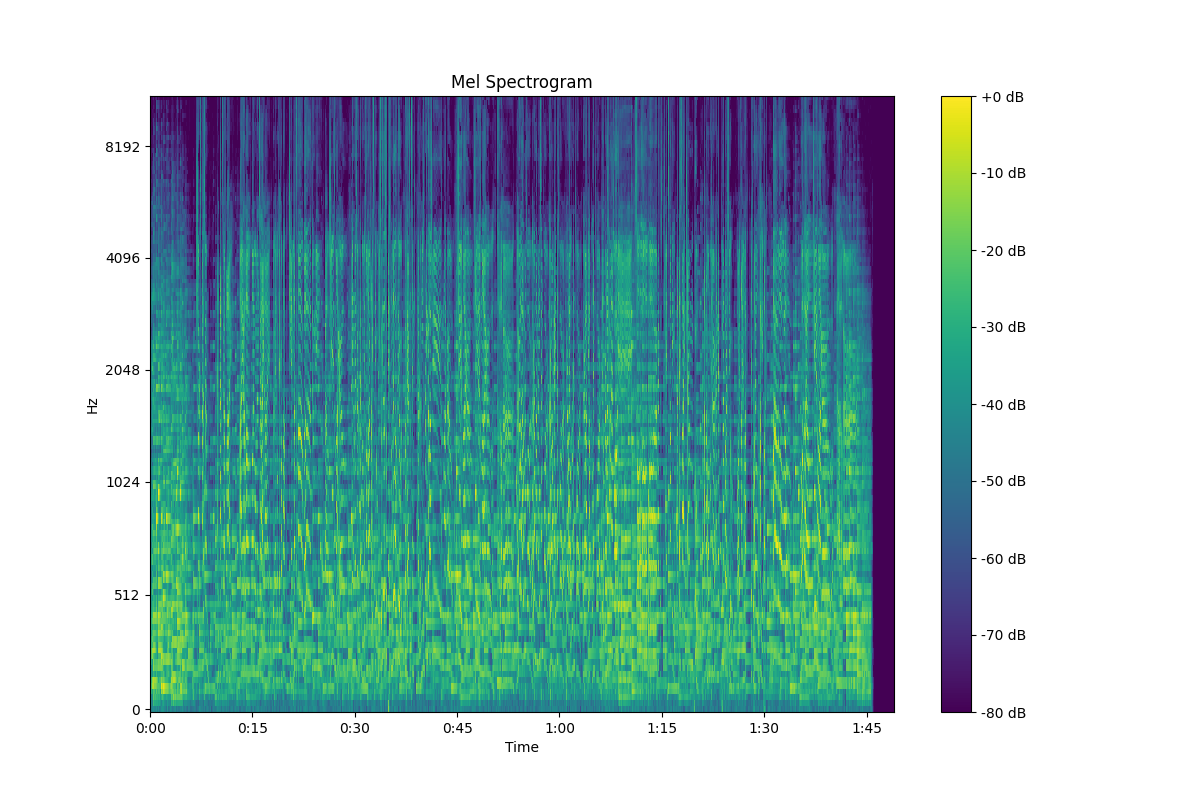 Mel Spectrogram
+0 dB
8192
-10 dB
-20 dB
4096
-30 dB
2048
-40 dB
Hz
1024
-50 dB
-60 dB
512
-70 dB
0
-80 dB
0:00 0:15 0:30 0:45 1:00 1:15 1:30 1:45
Time